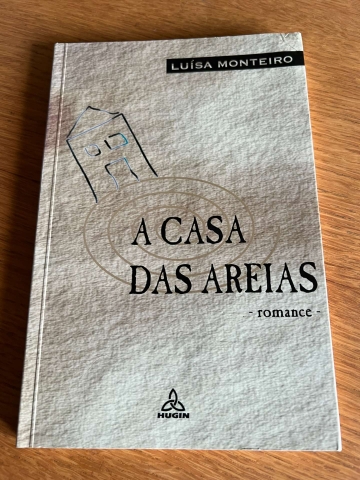 LUÍSA MONTEIRO
A CASA
DAS AREIAS
- romance -
HUGIN